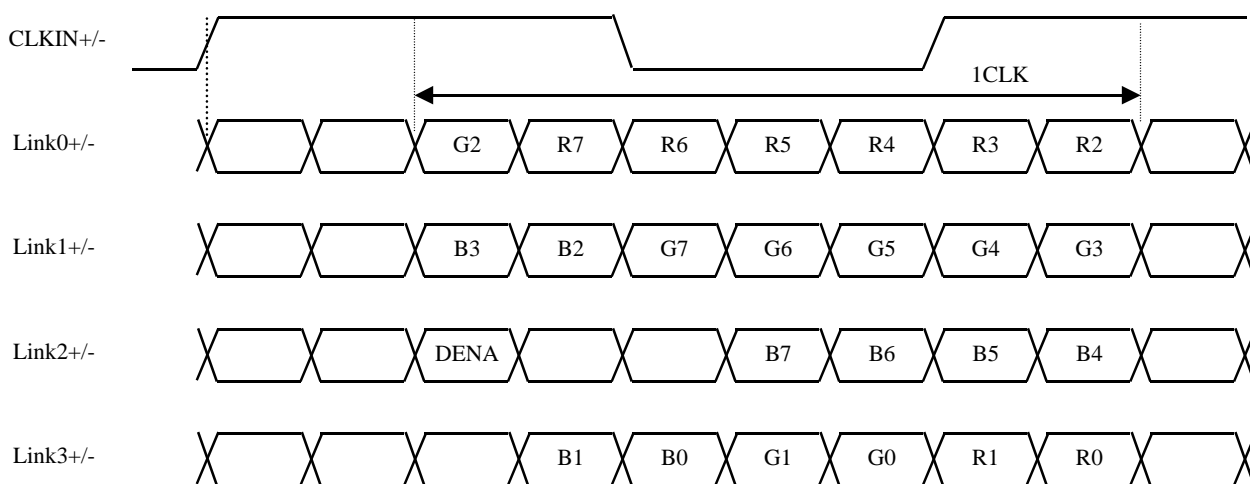 CLKIN+/-
1CLK
Link0+/- G2 R7 R6 R5 R4 R3 R2
Link1+/- B3 B2 G7 G6 G5 G4 G3
Link2+/- DENA B7 B6 B5 B4
Link3+/- B1 B0 G1 G0 R1 R0